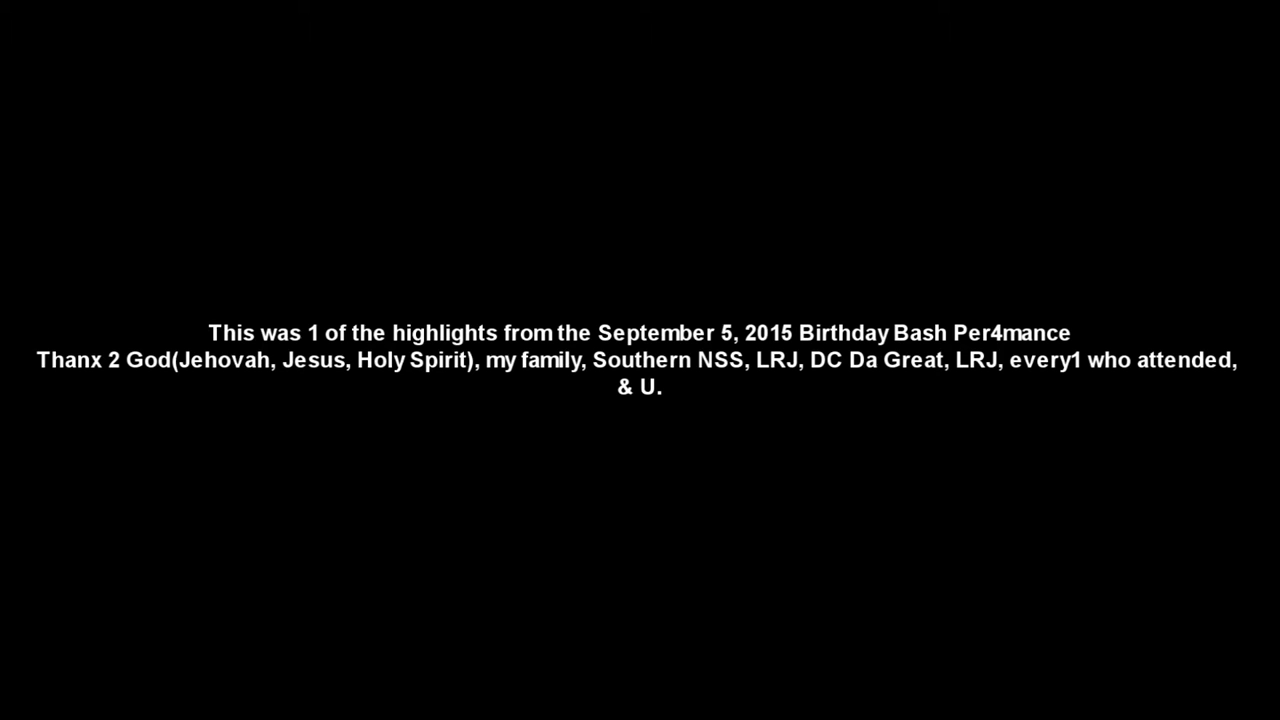 This was 1 of the highlights from the September 5, 2015 Birthday Bash Per4mance
Thanx 2 God(Jehovah, Jesus, Holy Spirit), my family, Southern NSS, LRJ, DC Da Great, LRJ, every1 who attended,
& U.